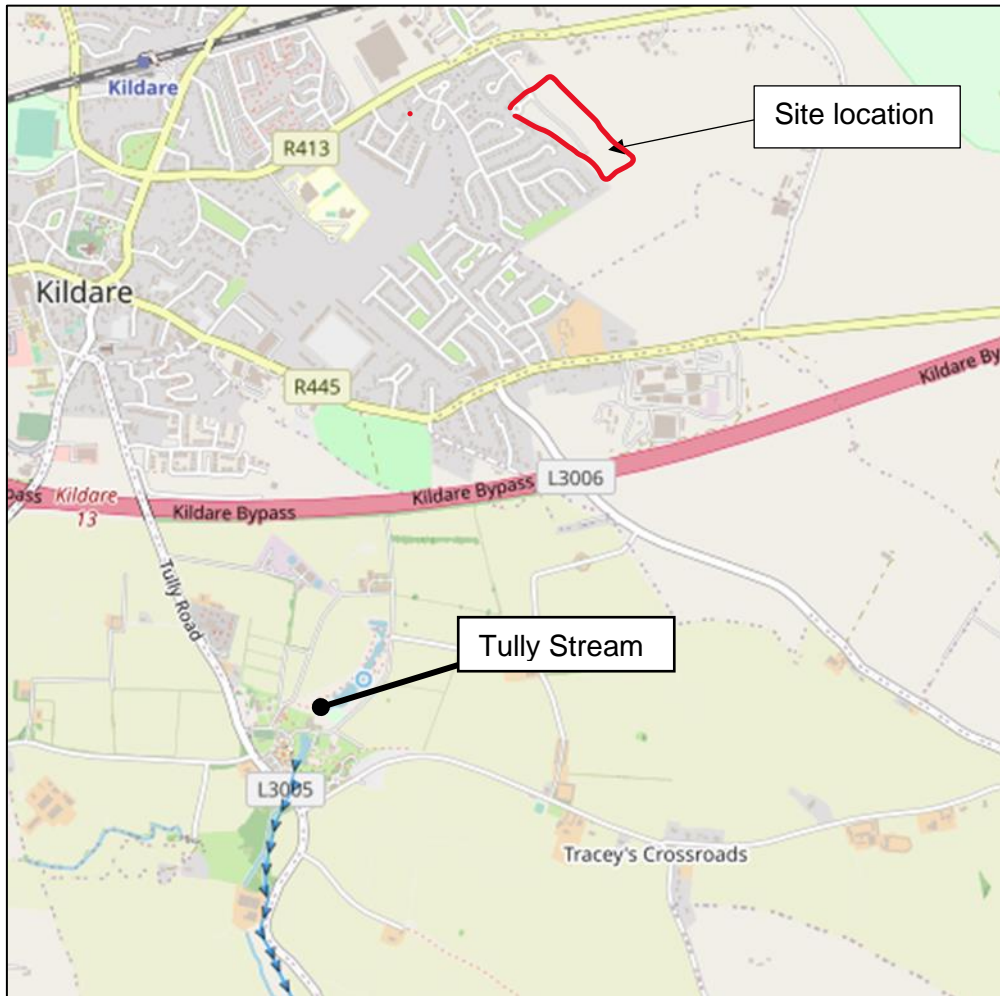 Kildare
Site location
R413
Kildare
R445
Kildare By
L3006
Kildare Bypass
pass
Kildare
13
Kildare Bypass
Tully Road
Tully Stream
L3005
Tracey's Crossroads